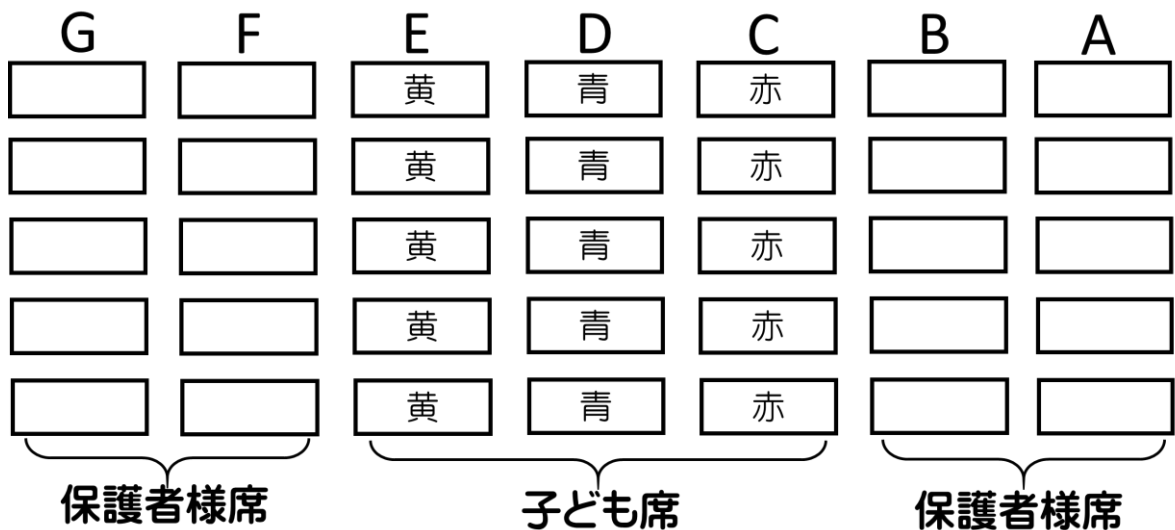 G F E D C B A
黄 青 赤
黄 青 赤
黄 青 赤
黄 青 赤
黄 青 赤
保護者様席 子ども席 保護者様席